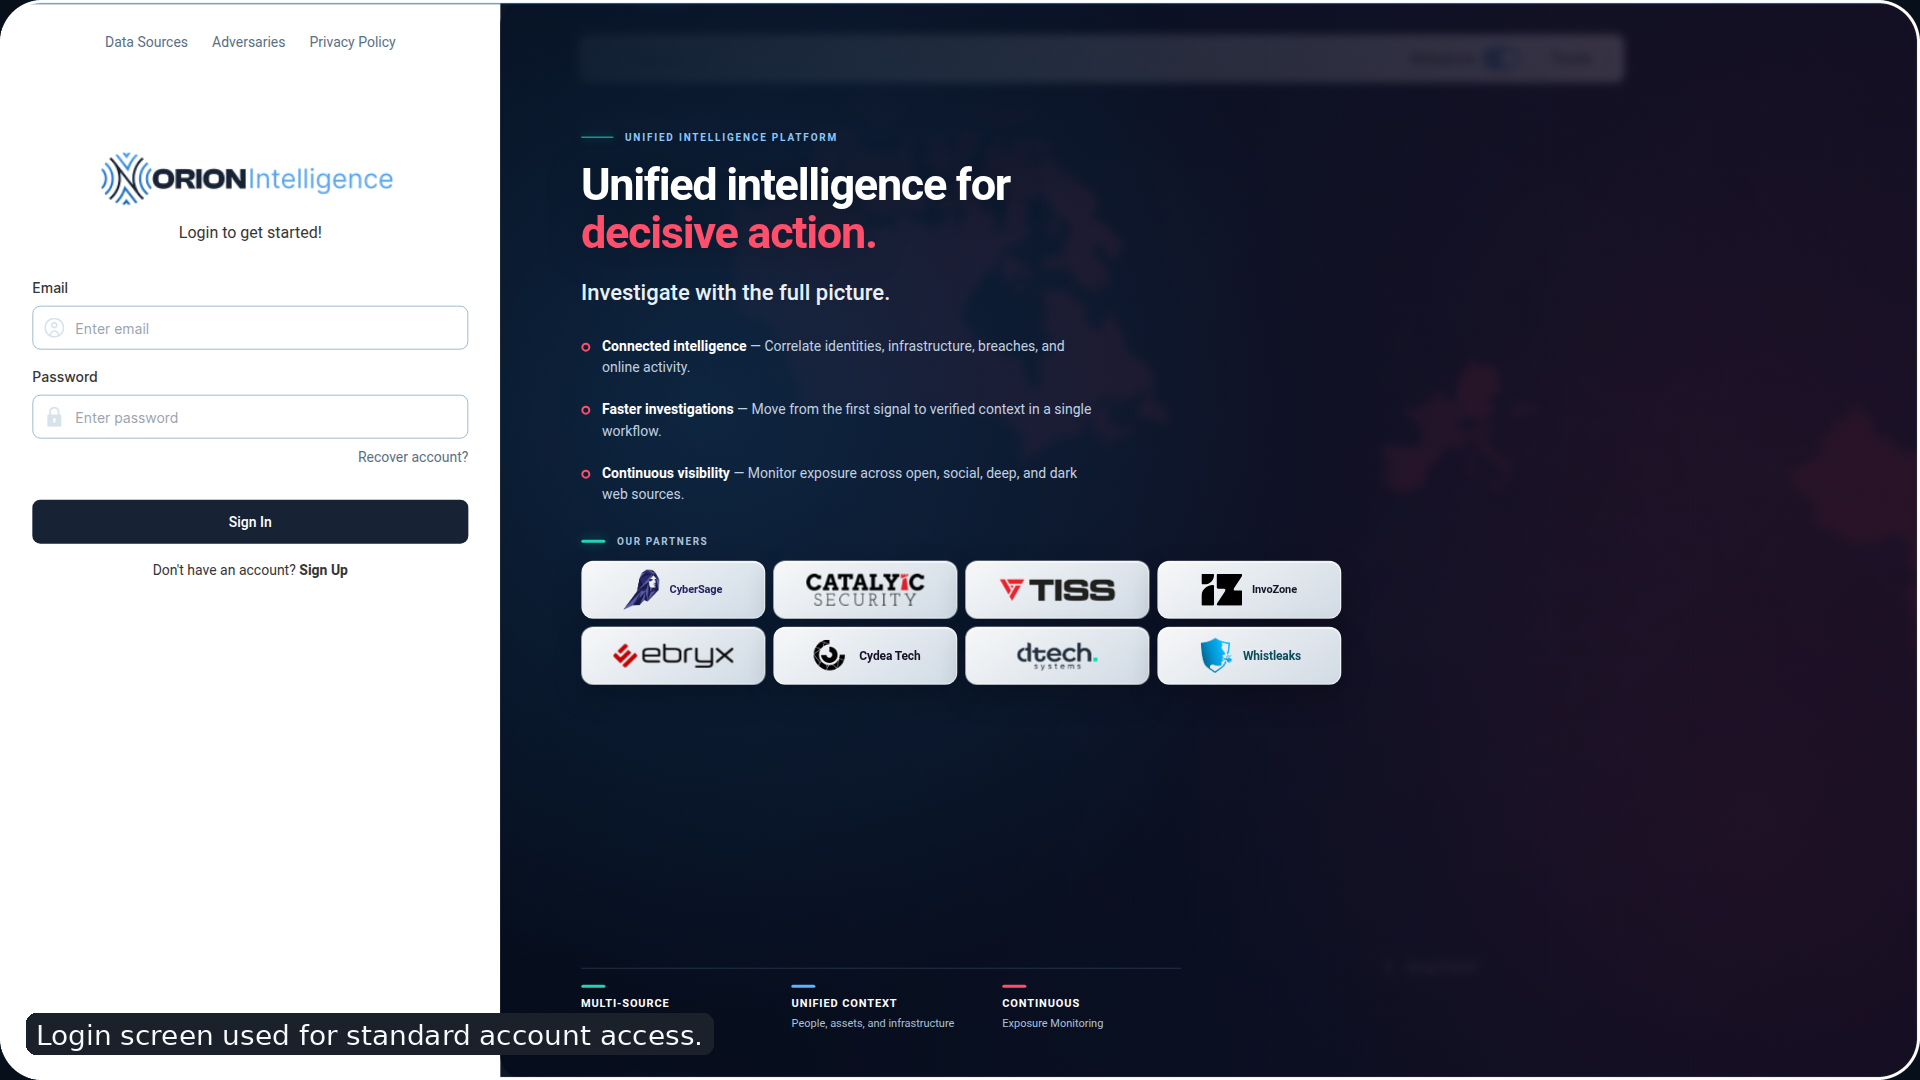 Data Sources Adversaries Privacy Policy
ORION Intelligence
Login to get started!
Email
Enter email
Password
Enter password
Recover account?
Sign In
Don't have an account? Sign Up
UNIFIED INTELLIGENCE PLATFORM
Unified intelligence for
decisive action.
Investigate with the full picture.
Connected intelligence — Correlate identities, infrastructure, breaches, and
online activity.
Faster investigations — Move from the first signal to verified context in a single
workflow.
Continuous visibility — Monitor exposure across open, social, deep, and dark
web sources.
OUR PARTNERS
CyberSage
CATALYIC
SECURITY
TISS
InvoZone
ebryx
Cydea Tech
dtech.
systems
Whistleaks
MULTI-SOURCE
UNIFIED CONTEXT
People, assets, and infrastructure
CONTINUOUS
Exposure Monitoring
Login screen used for standard account access.